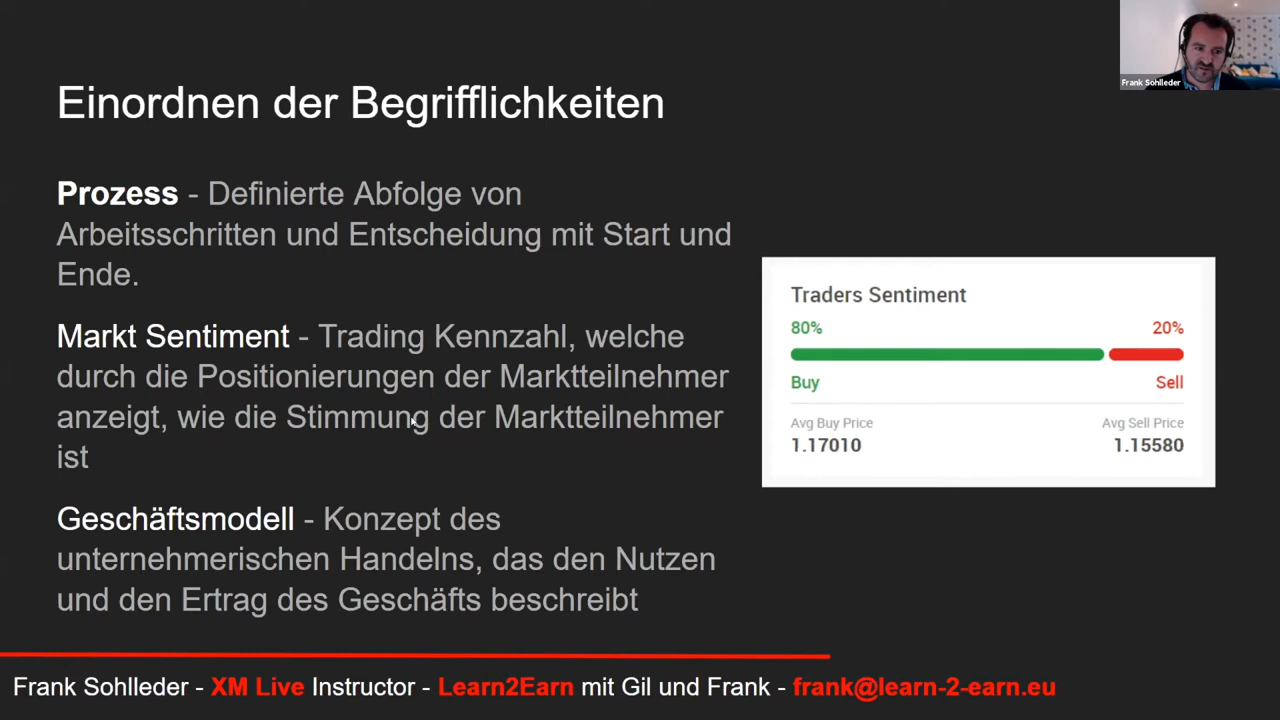 Frank Sohlleder
Einordnen der Begrifflichkeiten
Prozess - Definierte Abfolge von
Arbeitsschritten und Entscheidung mit Start und
Ende.
Markt Sentiment - Trading Kennzahl, welche
durch die Positionierungen der Marktteilnehmer
anzeigt, wie die Stimmung der Marktteilnehmer
ist
Geschäftsmodell - Konzept des
unternehmerischen Handelns, das den Nutzen
und den Ertrag des Geschäfts beschreibt
Traders Sentiment
80% 20%
Buy Sell
Avg Buy Price Avg Sell Price
1.17010 1.15580
Frank Sohlleder - XM Live Instructor - Learn2Earn mit Gil und Frank - frank@learn-2-earn.eu